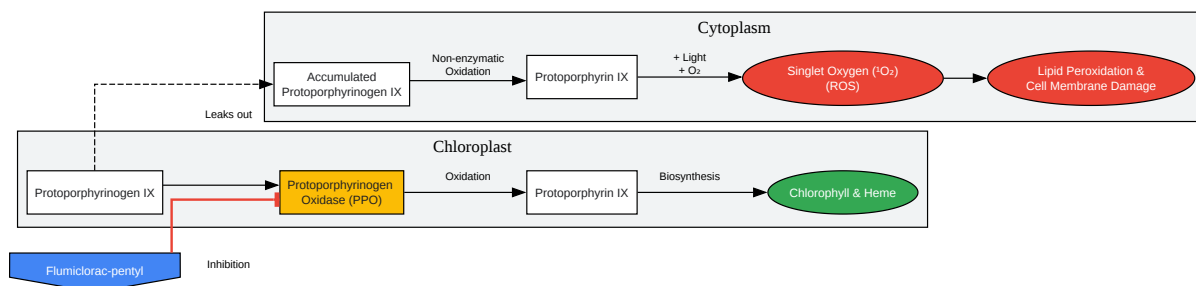 Cytoplasm
Accumulated
Protoporphyrinogen IX
Non-enzymatic
Oxidation
Protoporphyrin IX
+ Light
+ O₂
Singlet Oxygen (¹O₂)
(ROS)
Lipid Peroxidation &
Cell Membrane Damage
Leaks out
Chloroplast
Protoporphyrinogen IX
Protoporphyrinogen
Oxidase (PPO)
Oxidation
Protoporphyrin IX
Biosynthesis
Chlorophyll & Heme
Flumiclorac-pentyl
Inhibition